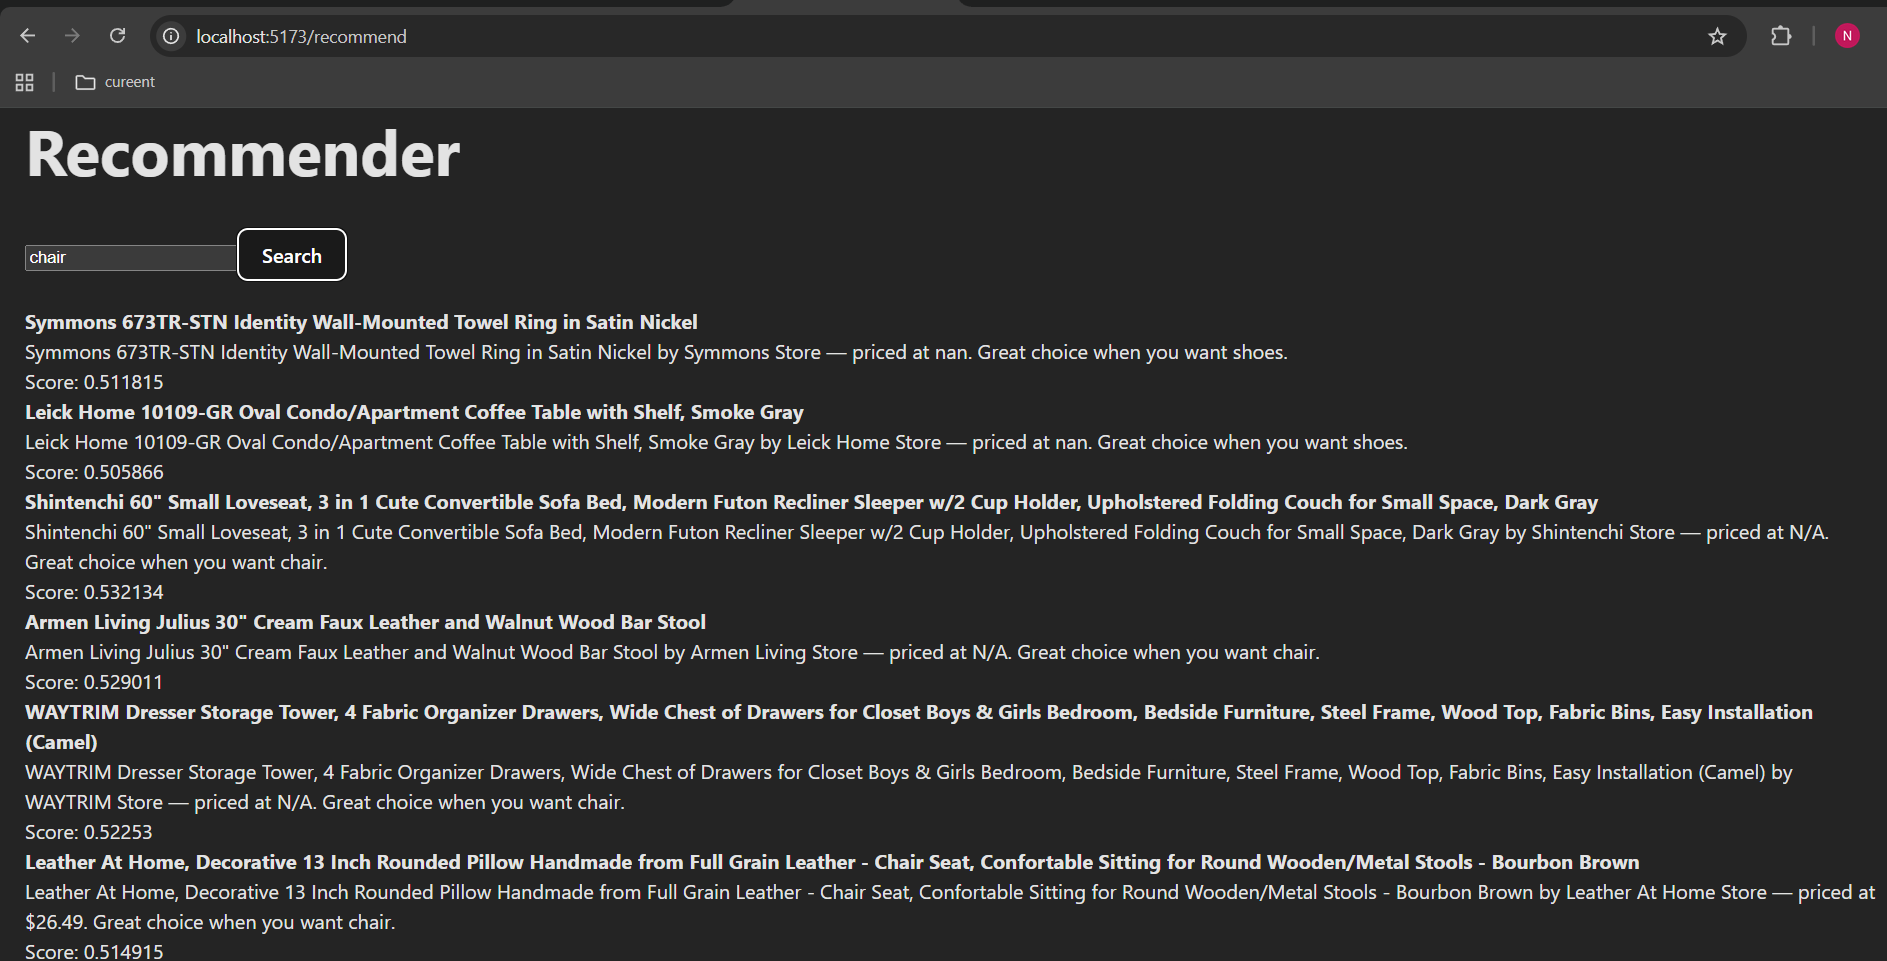 localhost:5173/recommend
N
cureent
Recommender
chair
Search
Symmons 673TR-STN Identity Wall-Mounted Towel Ring in Satin Nickel
Symmons 673TR-STN Identity Wall-Mounted Towel Ring in Satin Nickel by Symmons Store — priced at nan. Great choice when you want shoes.
Score: 0.511815
Leick Home 10109-GR Oval Condo/Apartment Coffee Table with Shelf, Smoke Gray
Leick Home 10109-GR Oval Condo/Apartment Coffee Table with Shelf, Smoke Gray by Leick Home Store — priced at nan. Great choice when you want shoes.
Score: 0.505866
Shintenchi 60" Small Loveseat, 3 in 1 Cute Convertible Sofa Bed, Modern Futon Recliner Sleeper w/2 Cup Holder, Upholstered Folding Couch for Small Space, Dark Gray
Shintenchi 60" Small Loveseat, 3 in 1 Cute Convertible Sofa Bed, Modern Futon Recliner Sleeper w/2 Cup Holder, Upholstered Folding Couch for Small Space, Dark Gray by Shintenchi Store — priced at N/A.
Great choice when you want chair.
Score: 0.532134
Armen Living Julius 30" Cream Faux Leather and Walnut Wood Bar Stool
Armen Living Julius 30" Cream Faux Leather and Walnut Wood Bar Stool by Armen Living Store — priced at N/A. Great choice when you want chair.
Score: 0.529011
WAYTRIM Dresser Storage Tower, 4 Fabric Organizer Drawers, Wide Chest of Drawers for Closet Boys & Girls Bedroom, Bedside Furniture, Steel Frame, Wood Top, Fabric Bins, Easy Installation
(Camel)
WAYTRIM Dresser Storage Tower, 4 Fabric Organizer Drawers, Wide Chest of Drawers for Closet Boys & Girls Bedroom, Bedside Furniture, Steel Frame, Wood Top, Fabric Bins, Easy Installation (Camel) by
WAYTRIM Store — priced at N/A. Great choice when you want chair.
Score: 0.52253
Leather At Home, Decorative 13 Inch Rounded Pillow Handmade from Full Grain Leather - Chair Seat, Confortable Sitting for Round Wooden/Metal Stools - Bourbon Brown
Leather At Home, Decorative 13 Inch Rounded Pillow Handmade from Full Grain Leather - Chair Seat, Confortable Sitting for Round Wooden/Metal Stools - Bourbon Brown by Leather At Home Store — priced at
$26.49. Great choice when you want chair.
Score: 0.514915